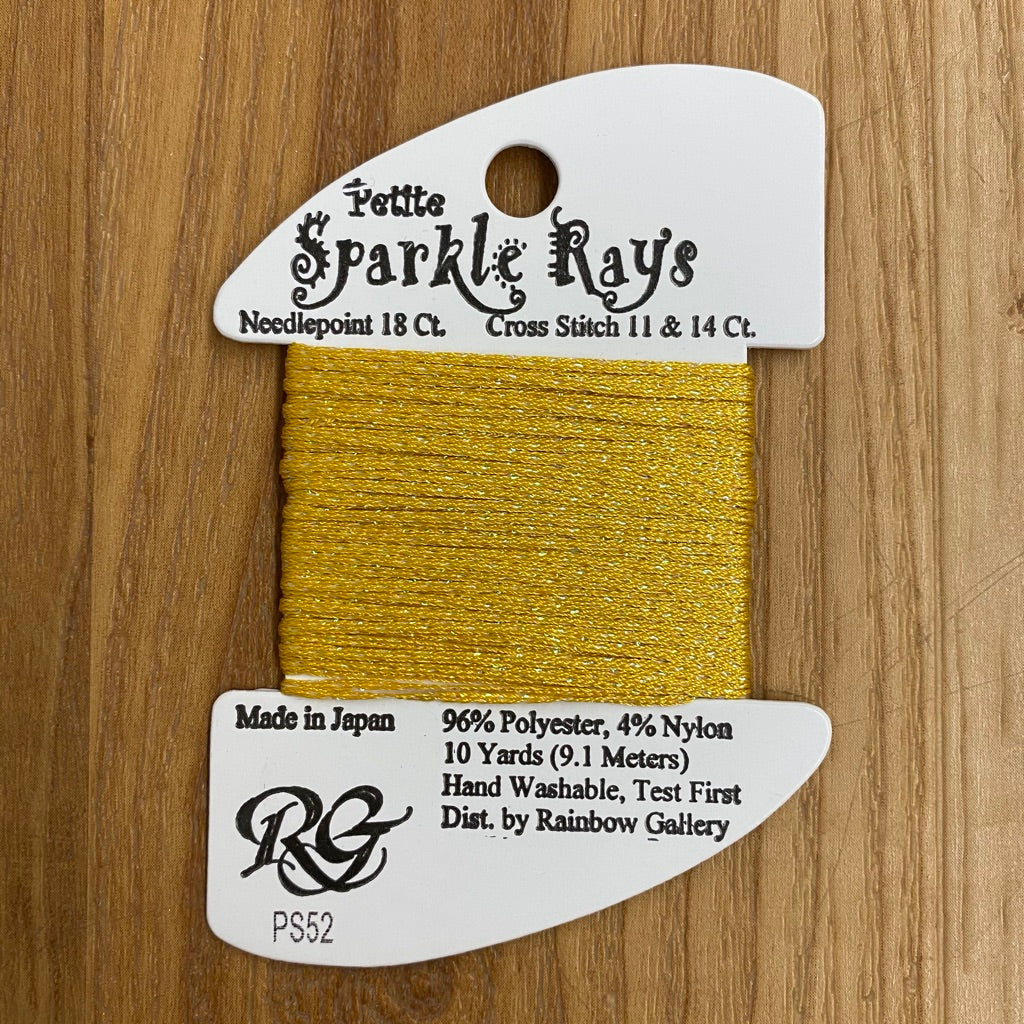 Petite
Sparkle Rays
Needlepoint 18 Ct. Cross Stitch 11 & 14 Ct.
Made in Japan
96% Polyester, 4% Nylon
10 Yards (9.1 Meters)
Hand Washable, Test First
Dist. by Rainbow Gallery
RG
PS52